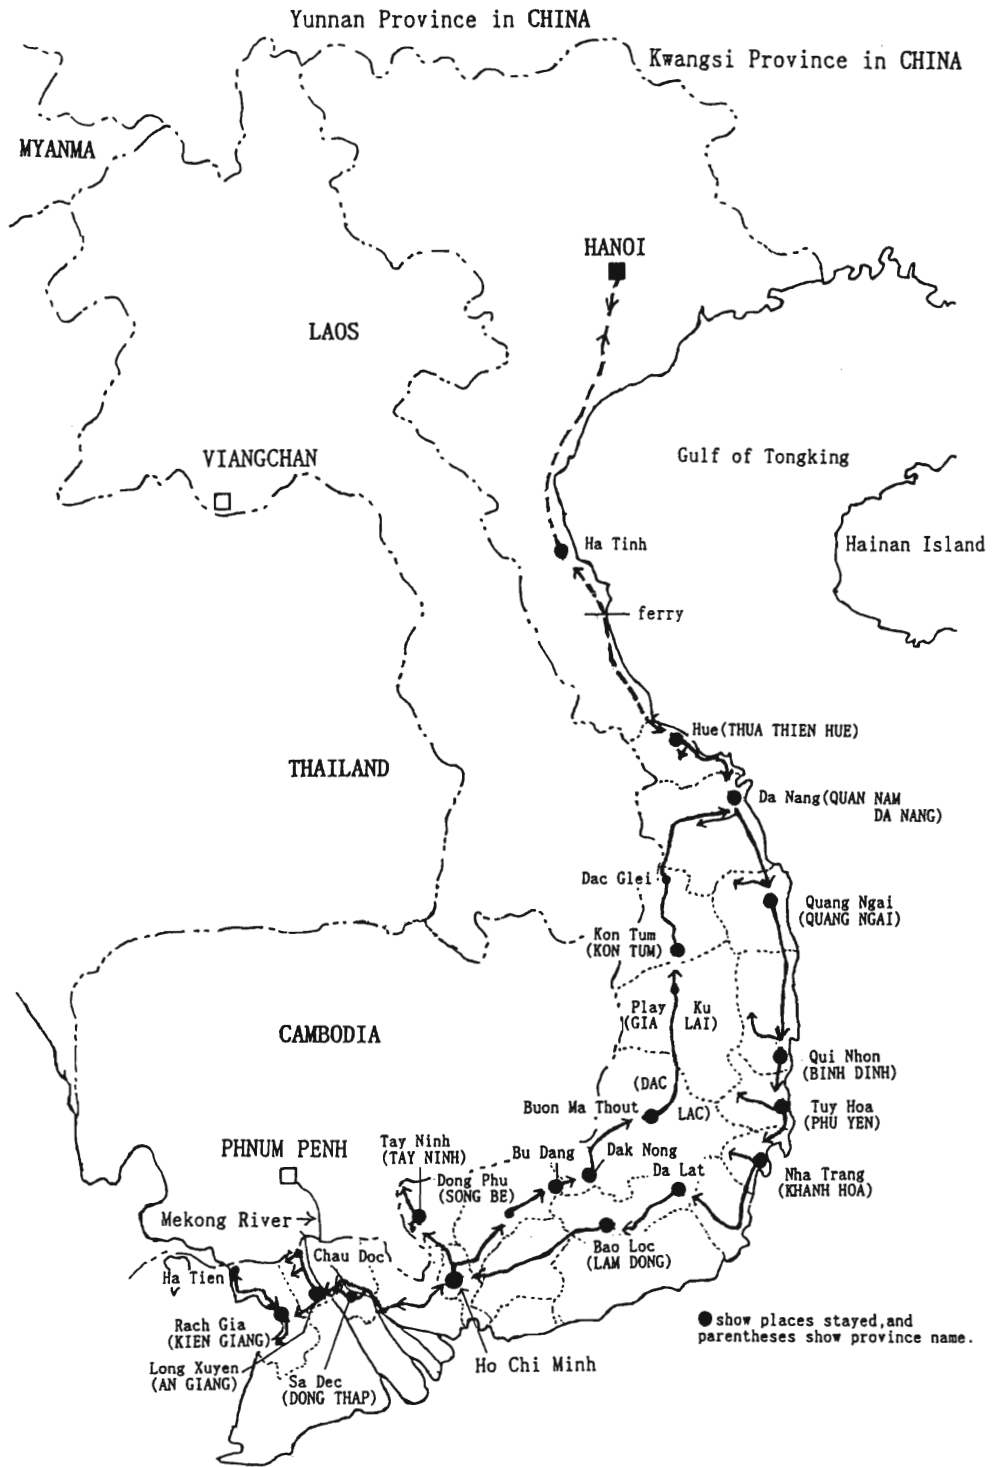 Yunnan Province in CHINA
Kwangsi Province in CHINA
MYANMA
HANOI
LAOS
VIANGCHAN
Gulf of Tongking
Ha Tinh
Hainan Island
ferry
Hue(THUA THIEN HUE)
THAILAND
Da Nang(QUAN NAM
DA NANG)
Dac Glei
Quang Ngai
(QUANG NGAI)
Kon Tum
(KON TUM)
Play Ku
(GIA LAI)
CAMBODIA
Qui Nhon
(BINH DINH)
(DAC
LAC)
Buon Ma Thout
Tuy Hoa
(PHU YEN)
PHNUM PENH
Tay Ninh
(TAY NINH)
Bu Dang
Dak Nong
Da Lat
Nha Trang
(KHANH HOA)
Dong Phu
(SONG BE)
Mekong River
Chau Doc
Bao Loc
(LAM DONG)
Ha Tien
Rach Gia
(KIEN GIANG)
show places stayed,and
parentheses show province name.
Long Xuyen
(AN GIANG)
Sa Dec
(DONG THAP)
Ho Chi Minh